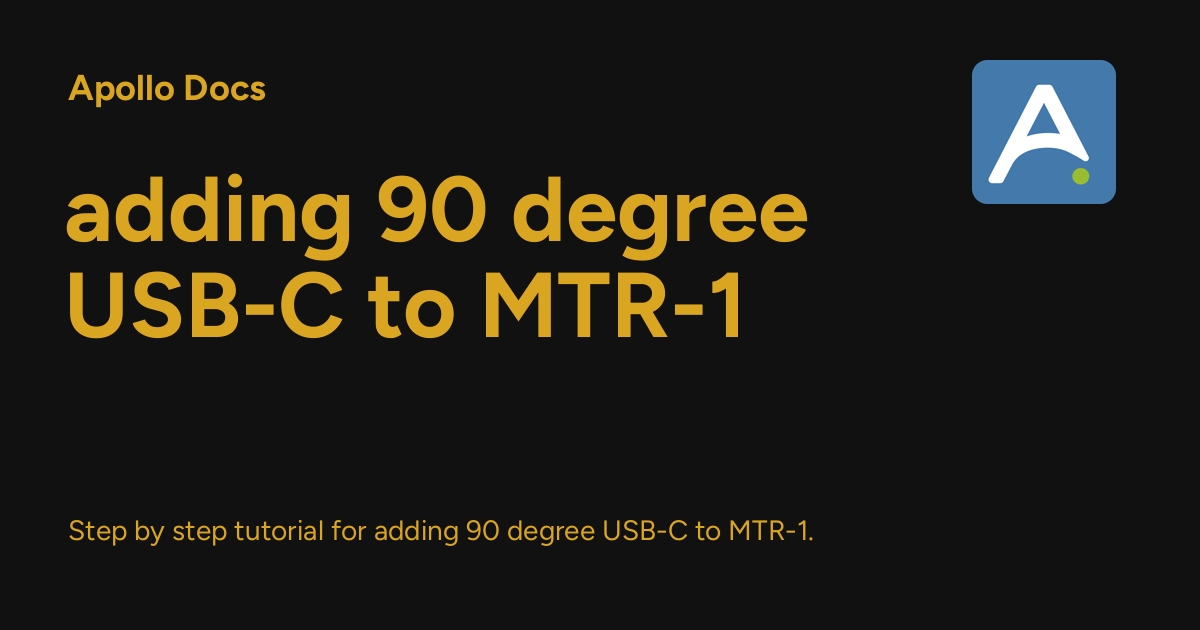 Apollo Docs
adding 90 degree
USB-C to MTR-1
Step by step tutorial for adding 90 degree USB-C to MTR-1.